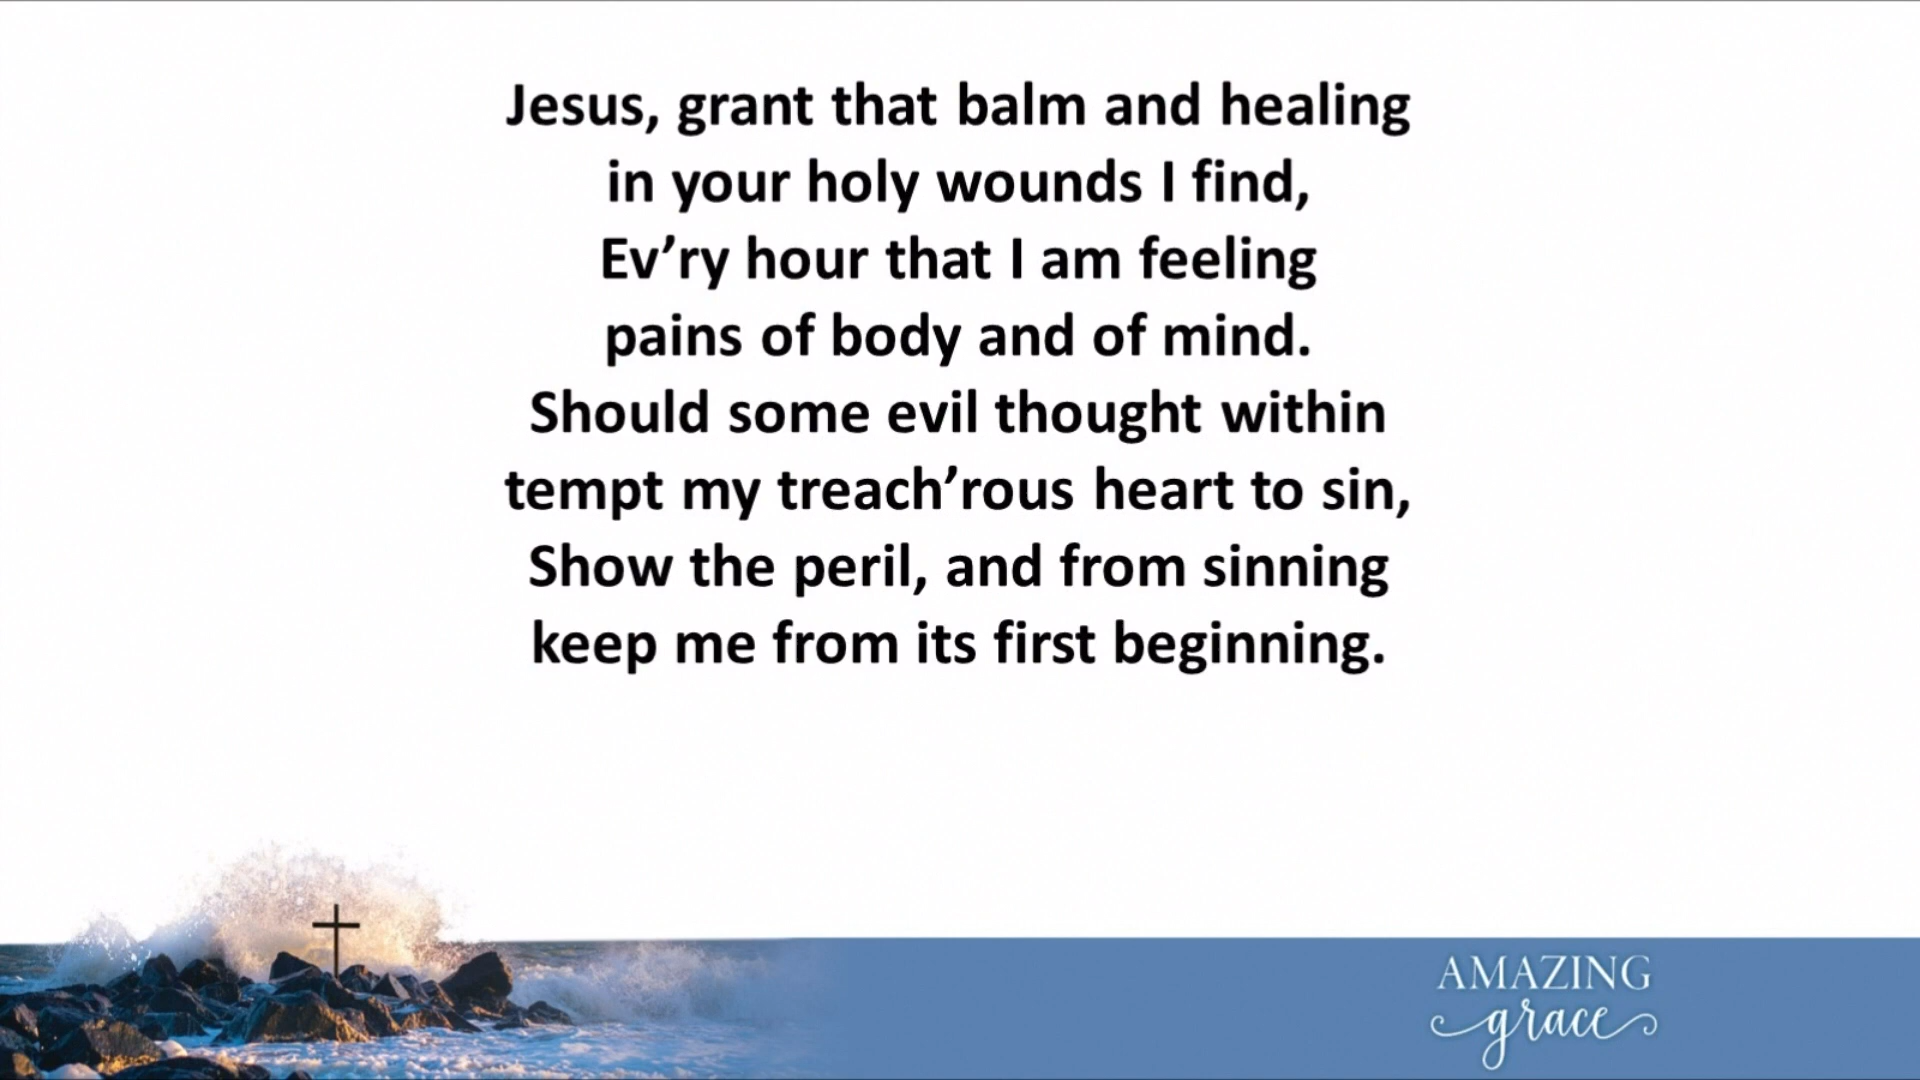 Jesus, grant that balm and healing
in your holy wounds I find,
Ev’ry hour that I am feeling
pains of body and of mind.
Should some evil thought within
tempt my treach’rous heart to sin,
Show the peril, and from sinning
keep me from its first beginning.
AMAZING
grace